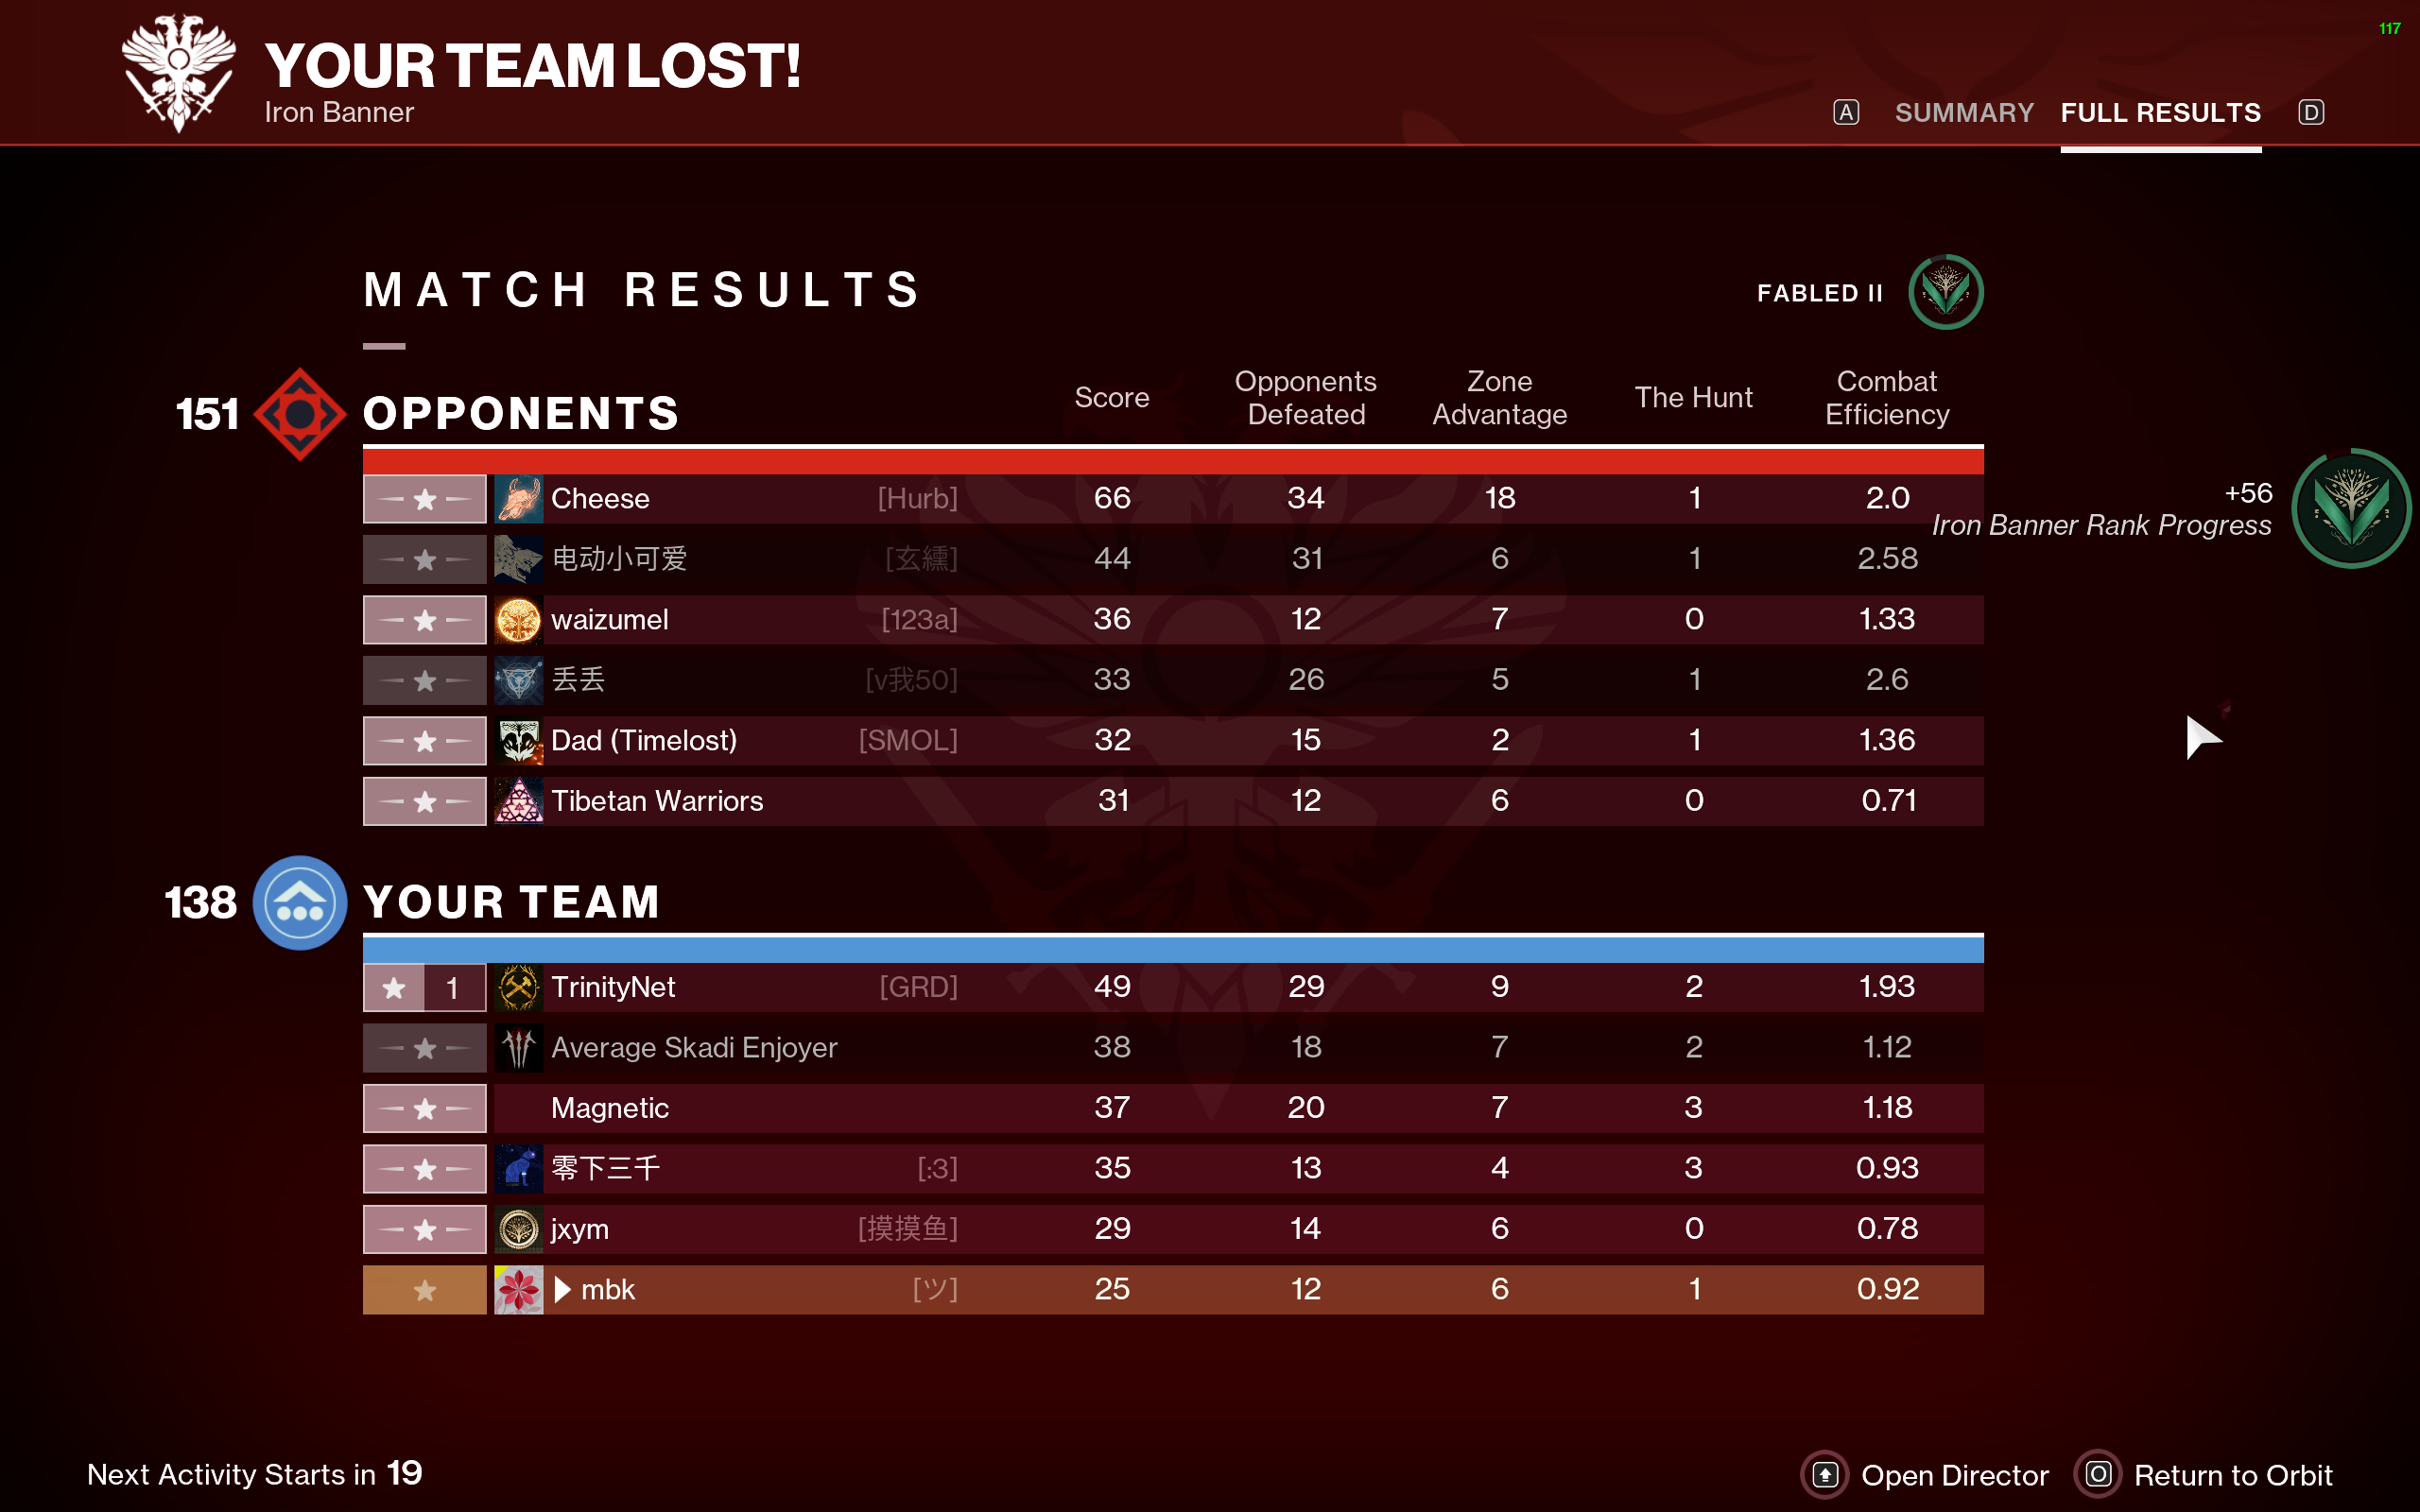 117
YOUR TEAM LOST!
Iron Banner
A SUMMARY FULL RESULTS D
MATCH RESULTS
FABLED II
151 OPPONENTS Score Opponents Defeated Zone Advantage The Hunt Combat Efficiency
Cheese [Hurb] 66 34 18 1 2.0
+56
Iron Banner Rank Progress
电动小可爱 [玄纁] 44 31 6 1 2.58
waizumel [123a] 36 12 7 0 1.33
丢丢 [v我50] 33 26 5 1 2.6
Dad (Timelost) [SMOL] 32 15 2 1 1.36
Tibetan Warriors 31 12 6 0 0.71
138 YOUR TEAM
1 TrinityNet [GRD] 49 29 9 2 1.93
Average Skadi Enjoyer 38 18 7 2 1.12
Magnetic 37 20 7 3 1.18
零下三千 [:3] 35 13 4 3 0.93
jxym [摸摸鱼] 29 14 6 0 0.78
mbk [ツ] 25 12 6 1 0.92
Next Activity Starts in 19
Open Director O Return to Orbit